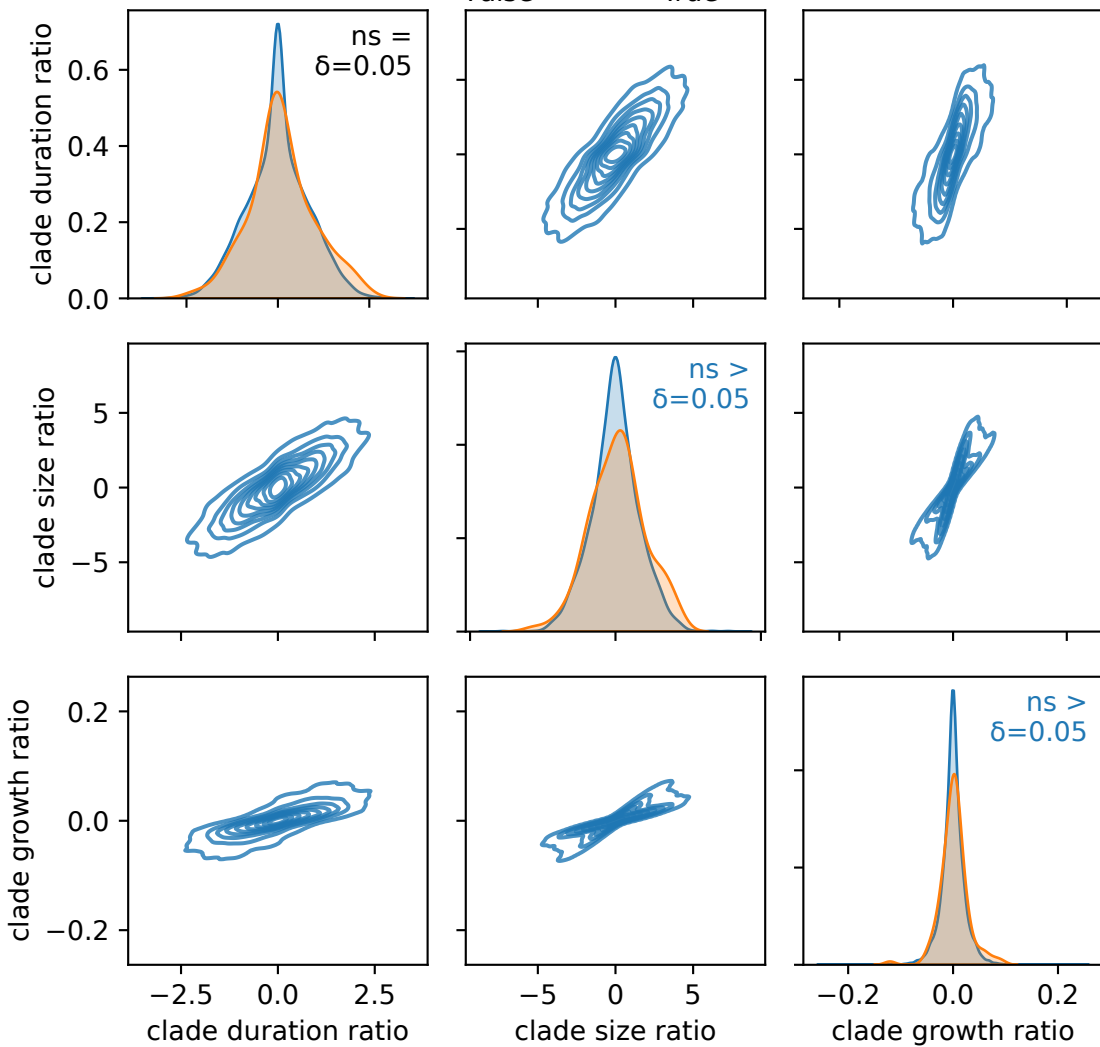 clade duration ratio
0.6
0.4
0.2
0.0
ns =
δ=0.05
clade size ratio
5
0
−5
ns >
δ=0.05
clade growth ratio
0.2
0.0
−0.2
ns >
δ=0.05
−2.5 0.0 2.5
−5 0 5
−0.2 0.0 0.2
clade duration ratio
clade size ratio
clade growth ratio